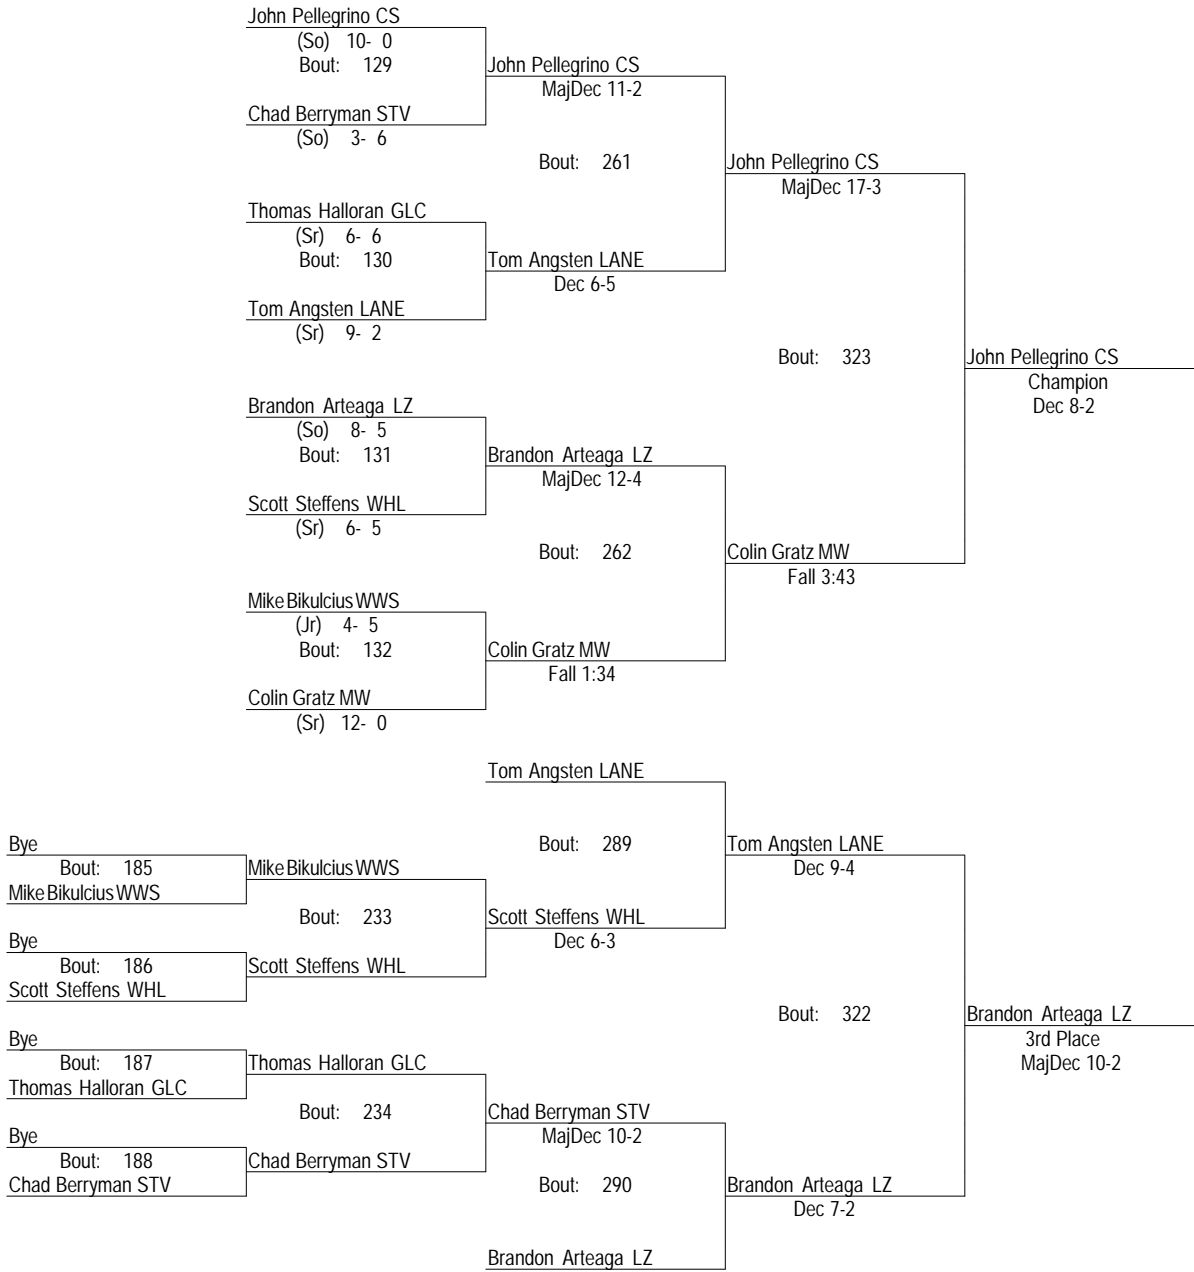 John Pellegrino CS
(So) 10- 0
Bout: 129
John Pellegrino CS
MajDec 11-2
Chad Berryman STV
(So) 3- 6
Bout: 261
John Pellegrino CS
MajDec 17-3
Thomas Halloran GLC
(Sr) 6- 6
Bout: 130
Tom Angsten LANE
Dec 6-5
Tom Angsten LANE
(Sr) 9- 2
Bout: 323
John Pellegrino CS
Champion
Dec 8-2
Brandon Arteaga LZ
(So) 8- 5
Bout: 131
Brandon Arteaga LZ
MajDec 12-4
Scott Steffens WHL
(Sr) 6- 5
Bout: 262
Colin Gratz MW
Fall 3:43
Mike Bikulcius WWS
(Jr) 4- 5
Bout: 132
Colin Gratz MW
Fall 1:34
Colin Gratz MW
(Sr) 12- 0
Tom Angsten LANE
Bout: 289
Tom Angsten LANE
Dec 9-4
Bye
Bout: 185
Mike Bikulcius WWS
Mike Bikulcius WWS
Bout: 233
Scott Steffens WHL
Dec 6-3
Bye
Bout: 186
Scott Steffens WHL
Scott Steffens WHL
Bout: 322
Brandon Arteaga LZ
3rd Place
MajDec 10-2
Bye
Bout: 187
Thomas Halloran GLC
Thomas Halloran GLC
Bout: 234
Chad Berryman STV
MajDec 10-2
Bye
Bout: 188
Chad Berryman STV
Chad Berryman STV
Bout: 290
Brandon Arteaga LZ
Dec 7-2
Brandon Arteaga LZ